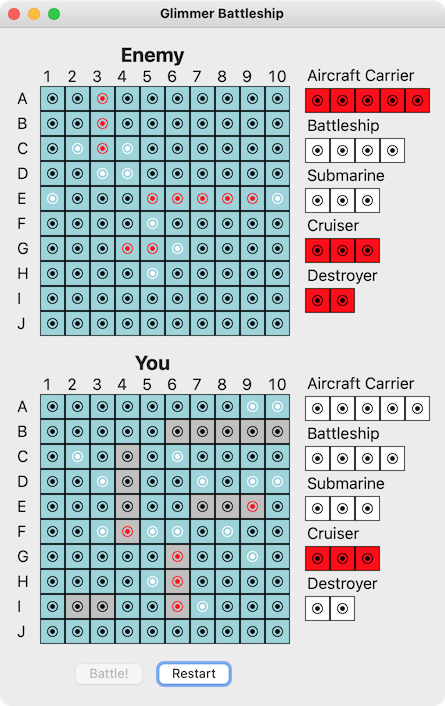 Glimmer Battleship
Enemy
1 2 3 4 5 6 7 8 9 10
A
B
C
D
E
F
G
H
I
J
Aircraft Carrier
Battleship
Submarine
Cruiser
Destroyer
You
1 2 3 4 5 6 7 8 9 10
A
B
C
D
E
F
G
H
I
J
Aircraft Carrier
Battleship
Submarine
Cruiser
Destroyer
Battle! Restart